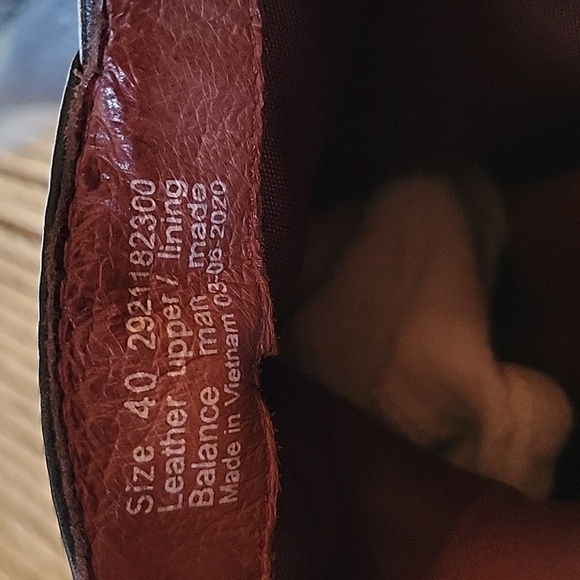 Size 40 2921182300
Leather upper / lining
Balance man made
Made in Vietnam 03-06-2020